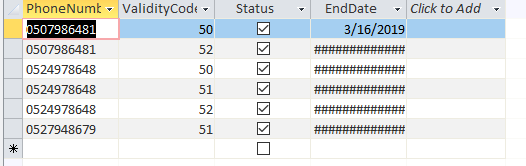 PhoneNumb ValidityCode Status EndDate Click to Add
0507986481 50 3/16/2019
0507986481 52 #############
0524978648 50 #############
0524978648 51 #############
0524978648 52 #############
0527948679 51 #############